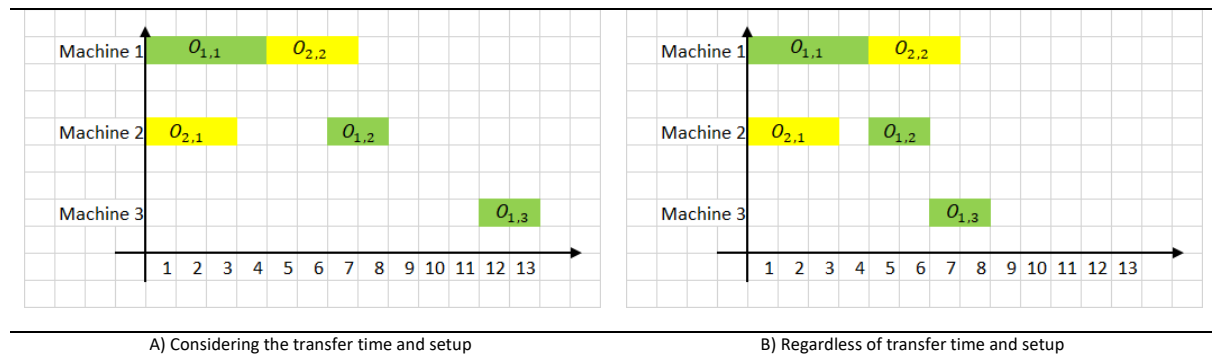 Machine 1 O1,1 O2,2
Machine 2 O2,1 O1,2
Machine 3 O1,3
1 2 3 4 5 6 7 8 9 10 11 12 13
A) Considering the transfer time and setup
Machine 1 O1,1 O2,2
Machine 2 O2,1 O1,2
Machine 3 O1,3
1 2 3 4 5 6 7 8 9 10 11 12 13
B) Regardless of transfer time and setup